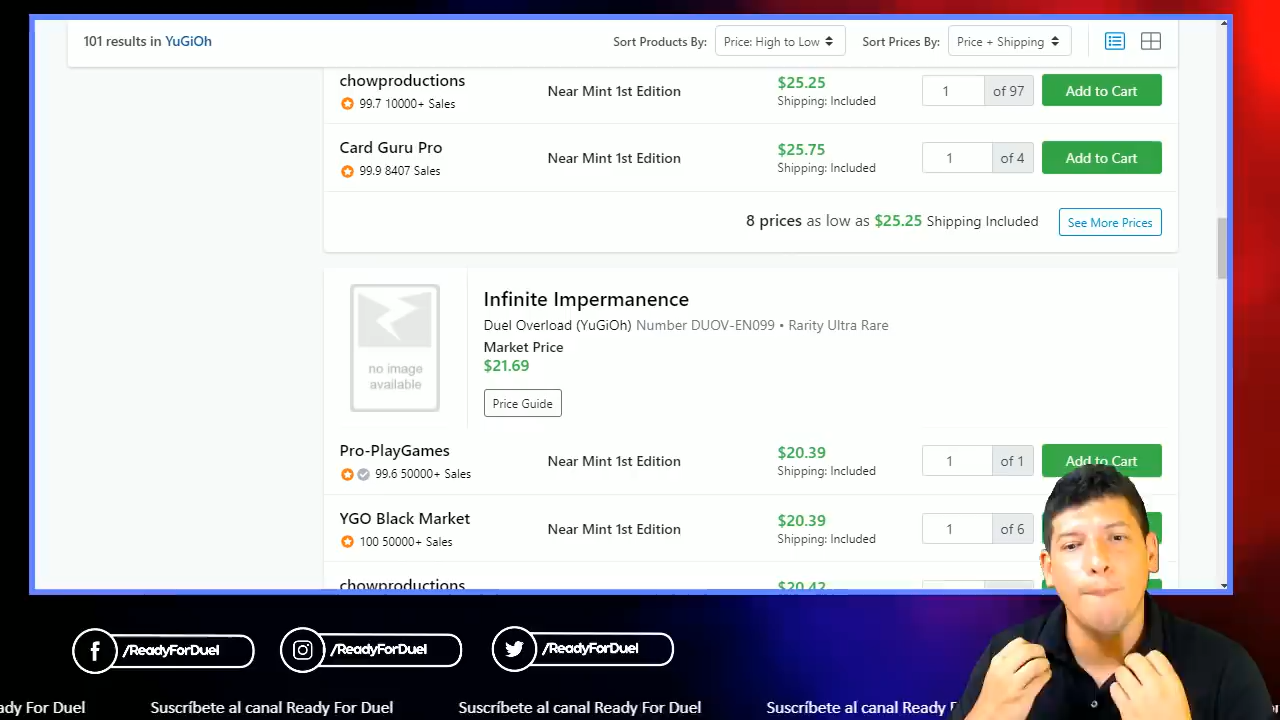 101 results in YuGiOh
Sort Products By: Price: High to Low Sort Prices By: Price + Shipping
chowproductions
99.7 10000+ Sales
Near Mint 1st Edition
$25.25
Shipping: Included
1 of 97
Add to Cart
Card Guru Pro
99.9 8407 Sales
Near Mint 1st Edition
$25.75
Shipping: Included
1 of 4
Add to Cart
8 prices as low as $25.25 Shipping Included
See More Prices
no image
available
Infinite Impermanence
Duel Overload (YuGiOh) Number DUOV-EN099 • Rarity Ultra Rare
Market Price
$21.69
Price Guide
Pro-PlayGames
99.6 50000+ Sales
Near Mint 1st Edition
$20.39
Shipping: Included
1 of 1
Add to Cart
YGO Black Market
100 50000+ Sales
Near Mint 1st Edition
$20.39
Shipping: Included
1 of 6
chowproductions
$20.42
/ReadyForDuel
/ReadyForDuel
/ReadyForDuel
dy For Duel Suscríbete al canal Ready For Duel Suscríbete al canal Ready For Duel Suscríbete al canal Ready F